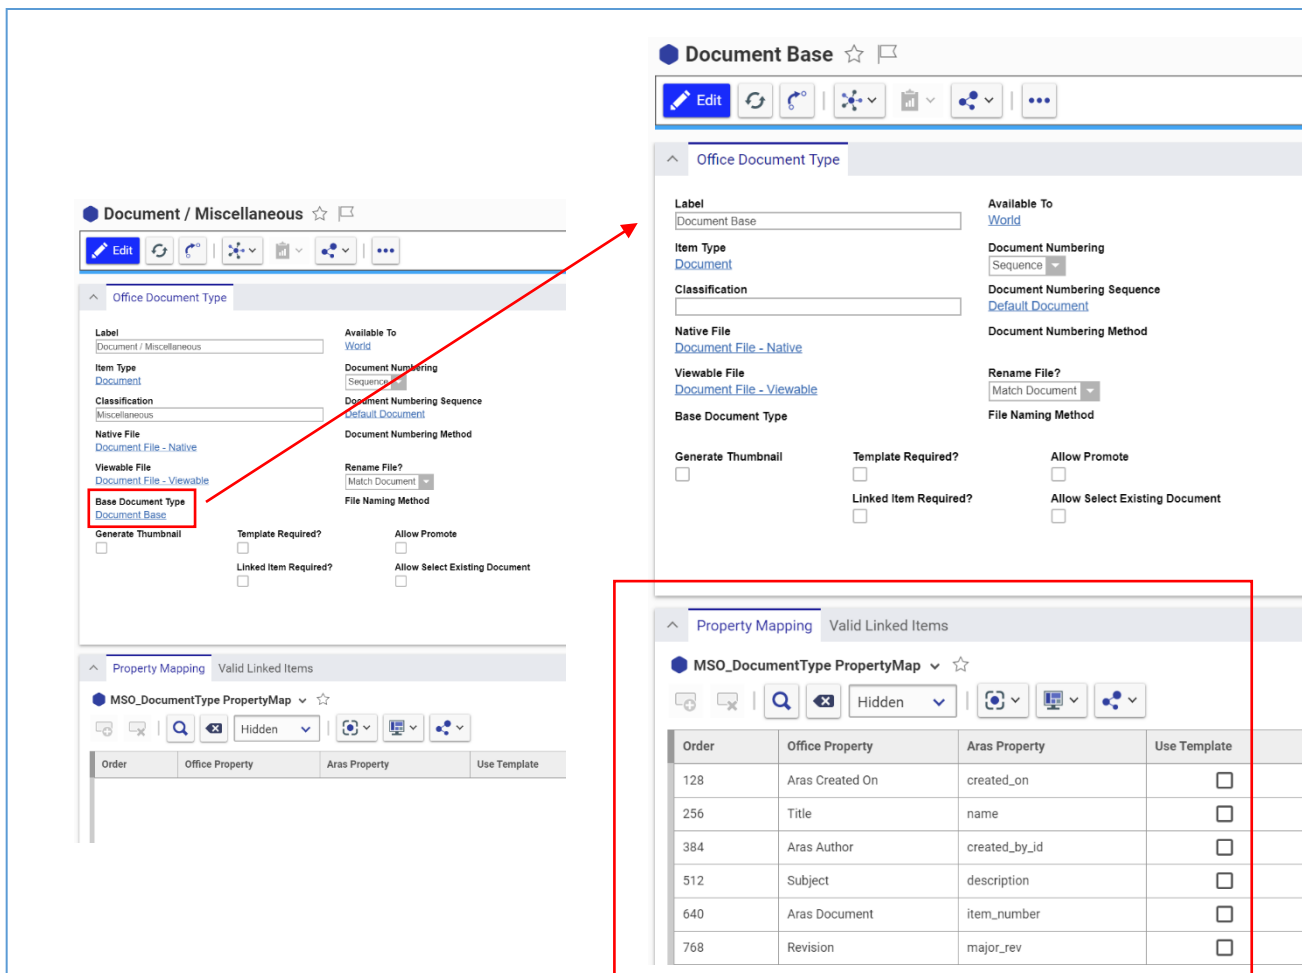 Document / Miscellaneous
Edit
Office Document Type
Label
Available To
Document / Miscellaneous
World
Item Type
Document Numbering
Document
Sequence
Classification
Document Numbering Sequence
Miscellaneous
Default Document
Native File
Document Numbering Method
Document File - Native
Viewable File
Rename File?
Document File - Viewable
Match Document
Base Document Type
File Naming Method
Document Base
Generate Thumbnail
Template Required?
Allow Promote
Linked Item Required?
Allow Select Existing Document
Property Mapping
Valid Linked Items
MSO_DocumentType PropertyMap
Hidden
Order
Office Property
Aras Property
Use Template
Document Base
Edit
Office Document Type
Label
Available To
Document Base
World
Item Type
Document Numbering
Document
Sequence
Classification
Document Numbering Sequence
Default Document
Native File
Document Numbering Method
Document File - Native
Viewable File
Rename File?
Document File - Viewable
Match Document
Base Document Type
File Naming Method
Generate Thumbnail
Template Required?
Allow Promote
Linked Item Required?
Allow Select Existing Document
Property Mapping
Valid Linked Items
MSO_DocumentType PropertyMap
Hidden
Order Office Property Aras Property Use Template
128 Aras Created On created_on
256 Title name
384 Aras Author created_by_id
512 Subject description
640 Aras Document item_number
768 Revision major_rev